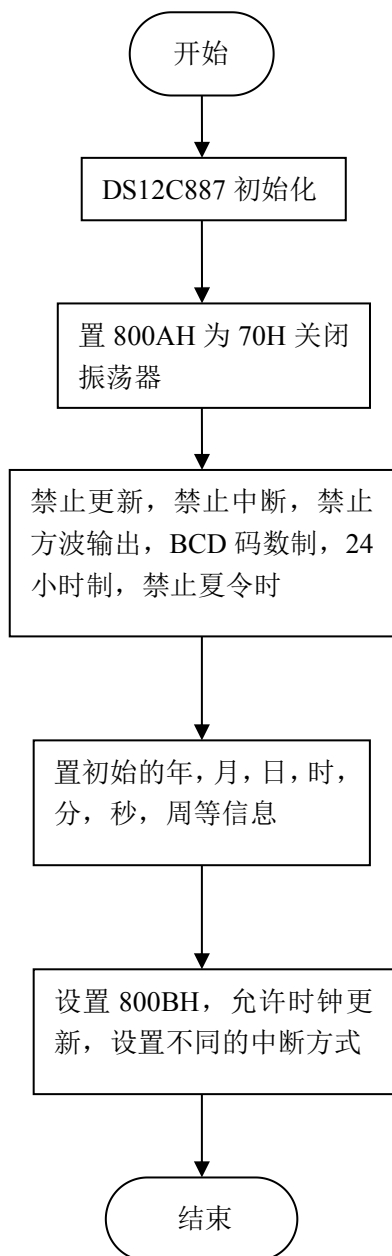 开始
DS12C887 初始化
置 800AH 为 70H 关闭
振荡器
禁止更新，禁止中断，禁止
方波输出，BCD 码数制，24
小时制，禁止夏令时
置初始的年，月，日，时，
分，秒，周等信息
设置 800BH，允许时钟更
新，设置不同的中断方式
结束